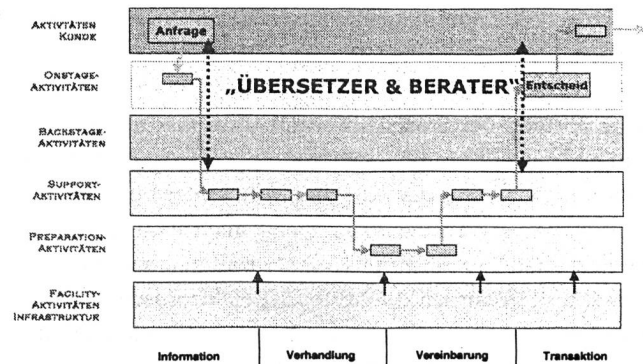 AKTIVITÄTEN
KUNDE
Anfrage
ONSTAGE-
AKTIVITÄTEN
„ÜBERSETZER & BERATER“
Entscheid
BACKSTAGE-
AKTIVITÄTEN
SUPPORT-
AKTIVITÄTEN
PREPARATION-
AKTIVITÄTEN
FACILITY-
AKTIVITÄTEN
INFRASTRUKTUR
Information Verhandlung Vereinbarung Transaktion